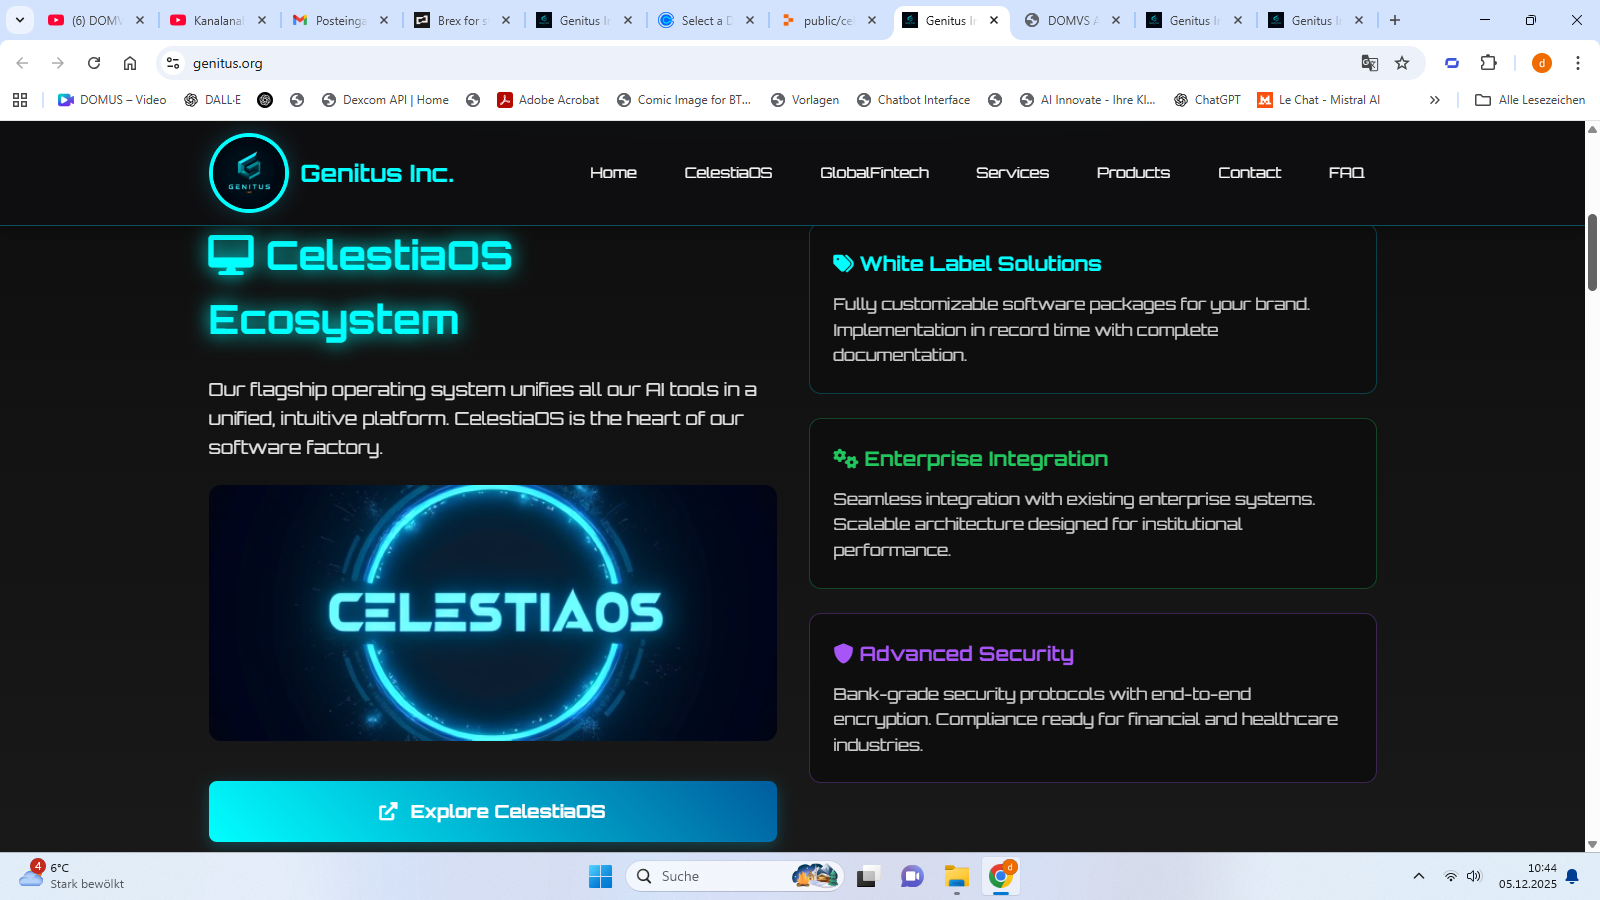 (6) DOMV
Kanalanal
Posteinga
Brex for s
Genitus In
Select a D
public/cel
Genitus In
DOMVS A
Genitus In
Genitus In
genitus.org
d
DOMUS – Video
DALL·E
Dexcom API | Home
Adobe Acrobat
Comic Image for BT...
Vorlagen
Chatbot Interface
AI Innovate - Ihre KI...
ChatGPT
Le Chat - Mistral AI
Alle Lesezeichen
GENITUS
Genitus Inc.
Home
CelestiaOS
GlobalFintech
Services
Products
Contact
FAQ
CelestiaOS
Ecosystem
Our flagship operating system unifies all our AI tools in a
unified, intuitive platform. CelestiaOS is the heart of our
software factory.
CELESTIAOS
Explore CelestiaOS
White Label Solutions
Fully customizable software packages for your brand.
Implementation in record time with complete
documentation.
Enterprise Integration
Seamless integration with existing enterprise systems.
Scalable architecture designed for institutional
performance.
Advanced Security
Bank-grade security protocols with end-to-end
encryption. Compliance ready for financial and healthcare
industries.
4
6°C
Stark bewölkt
Suche
d
10:44
05.12.2025